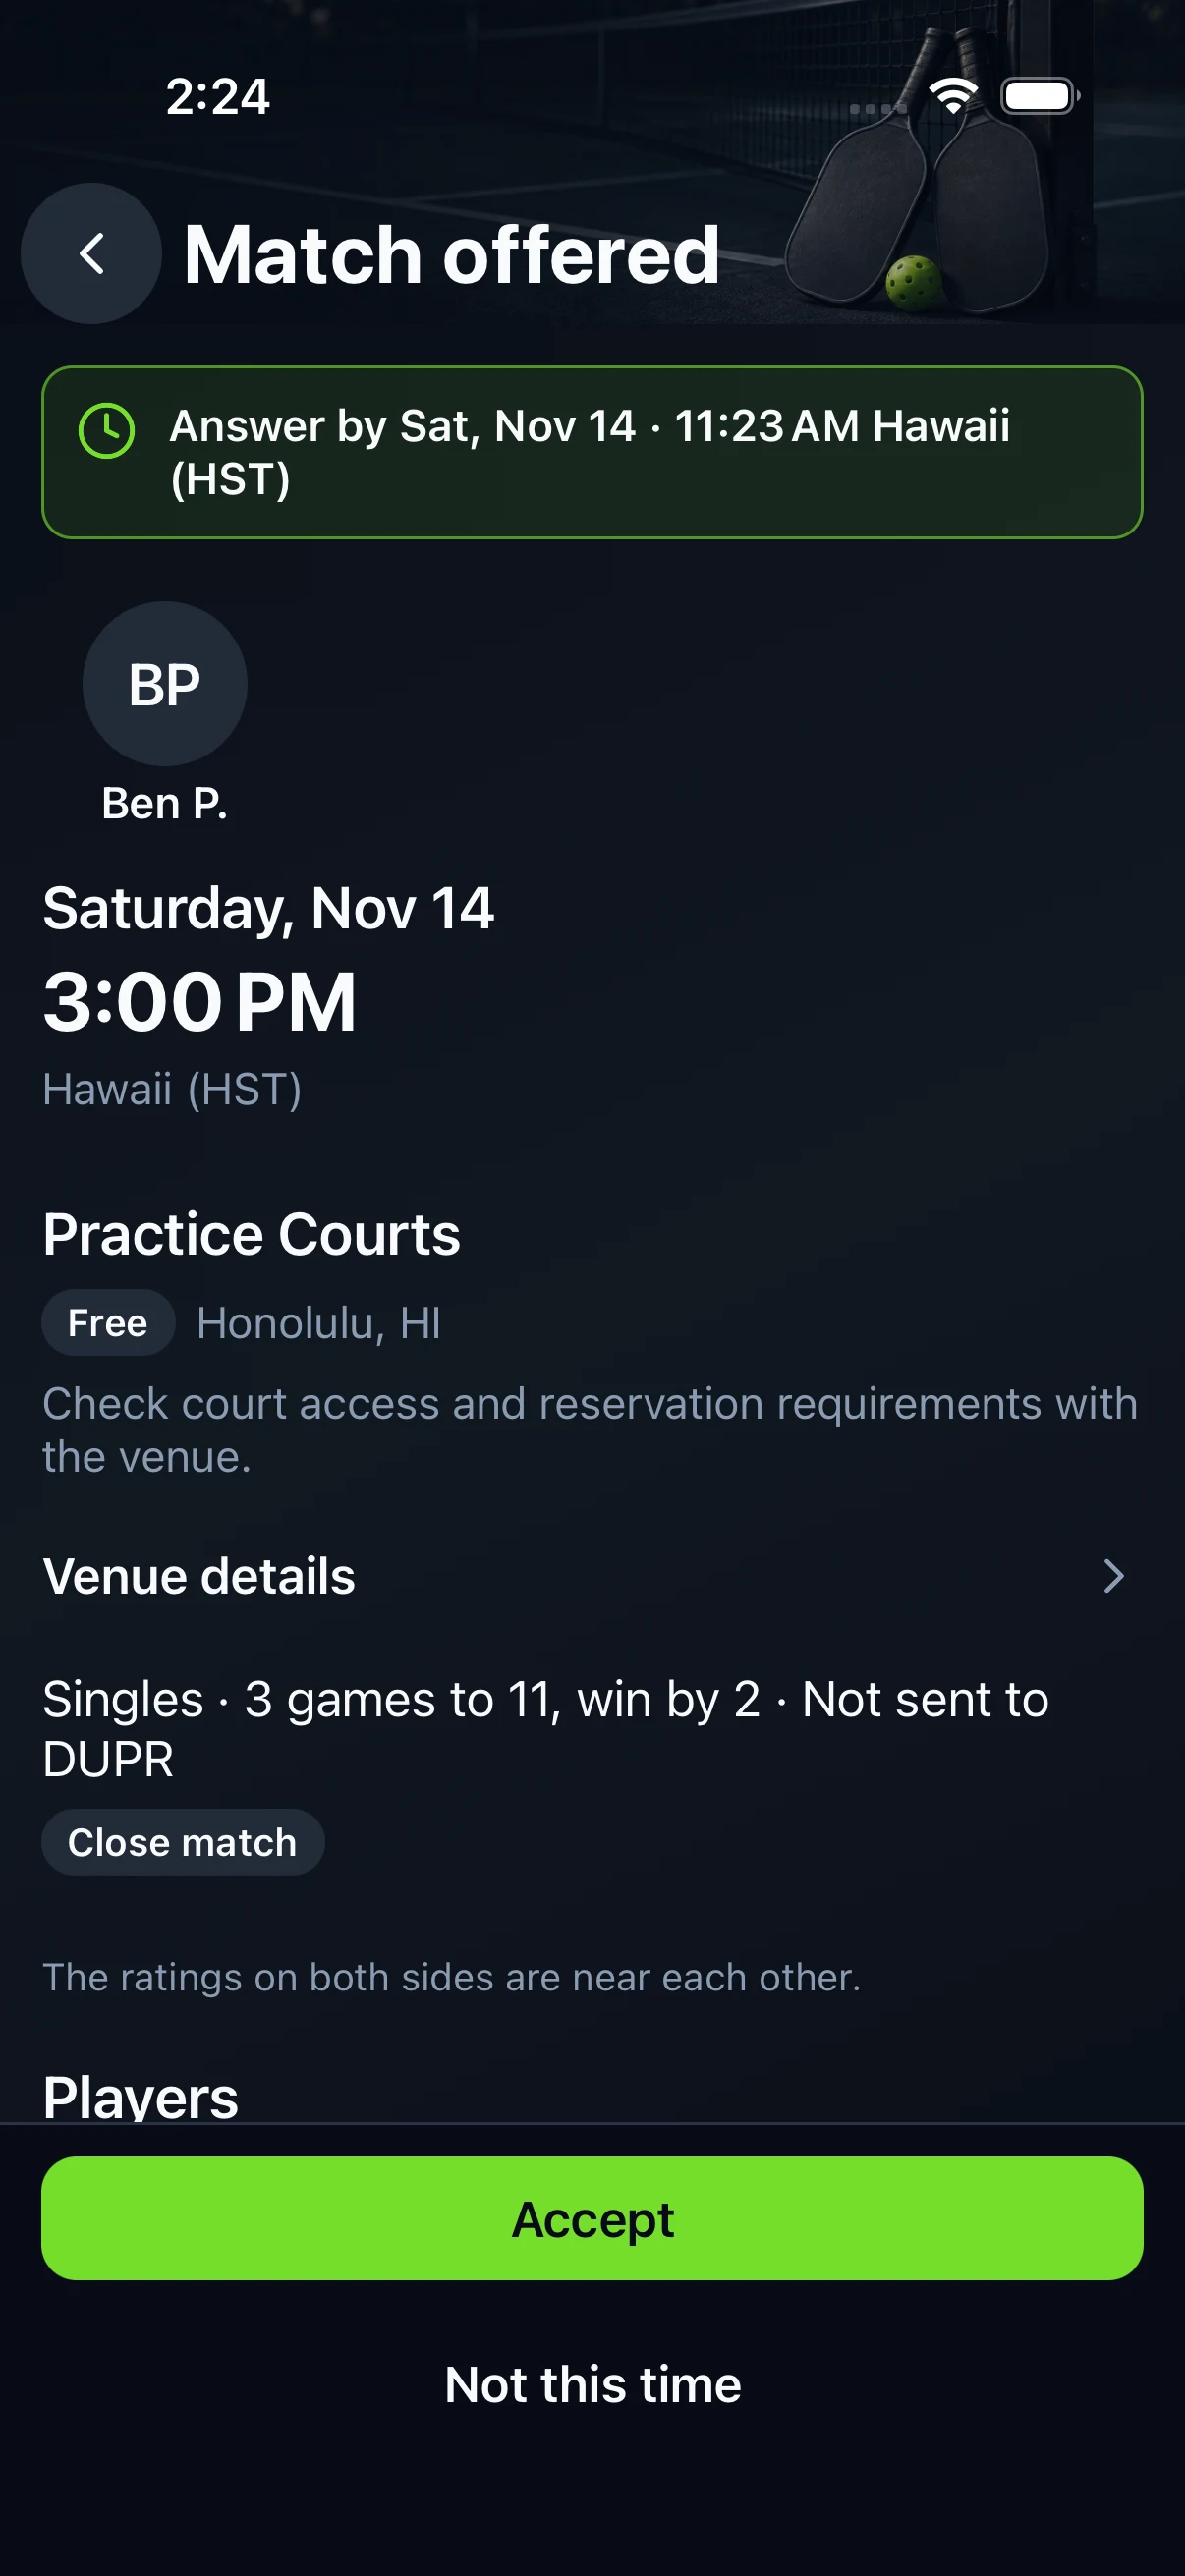 2:24
Match offered
Answer by Sat, Nov 14 · 11:23 AM Hawaii
(HST)
BP
Ben P.
Saturday, Nov 14
3:00 PM
Hawaii (HST)
Practice Courts
Free Honolulu, HI
Check court access and reservation requirements with
the venue.
Venue details
Singles · 3 games to 11, win by 2 · Not sent to
DUPR
Close match
The ratings on both sides are near each other.
Players
Accept
Not this time